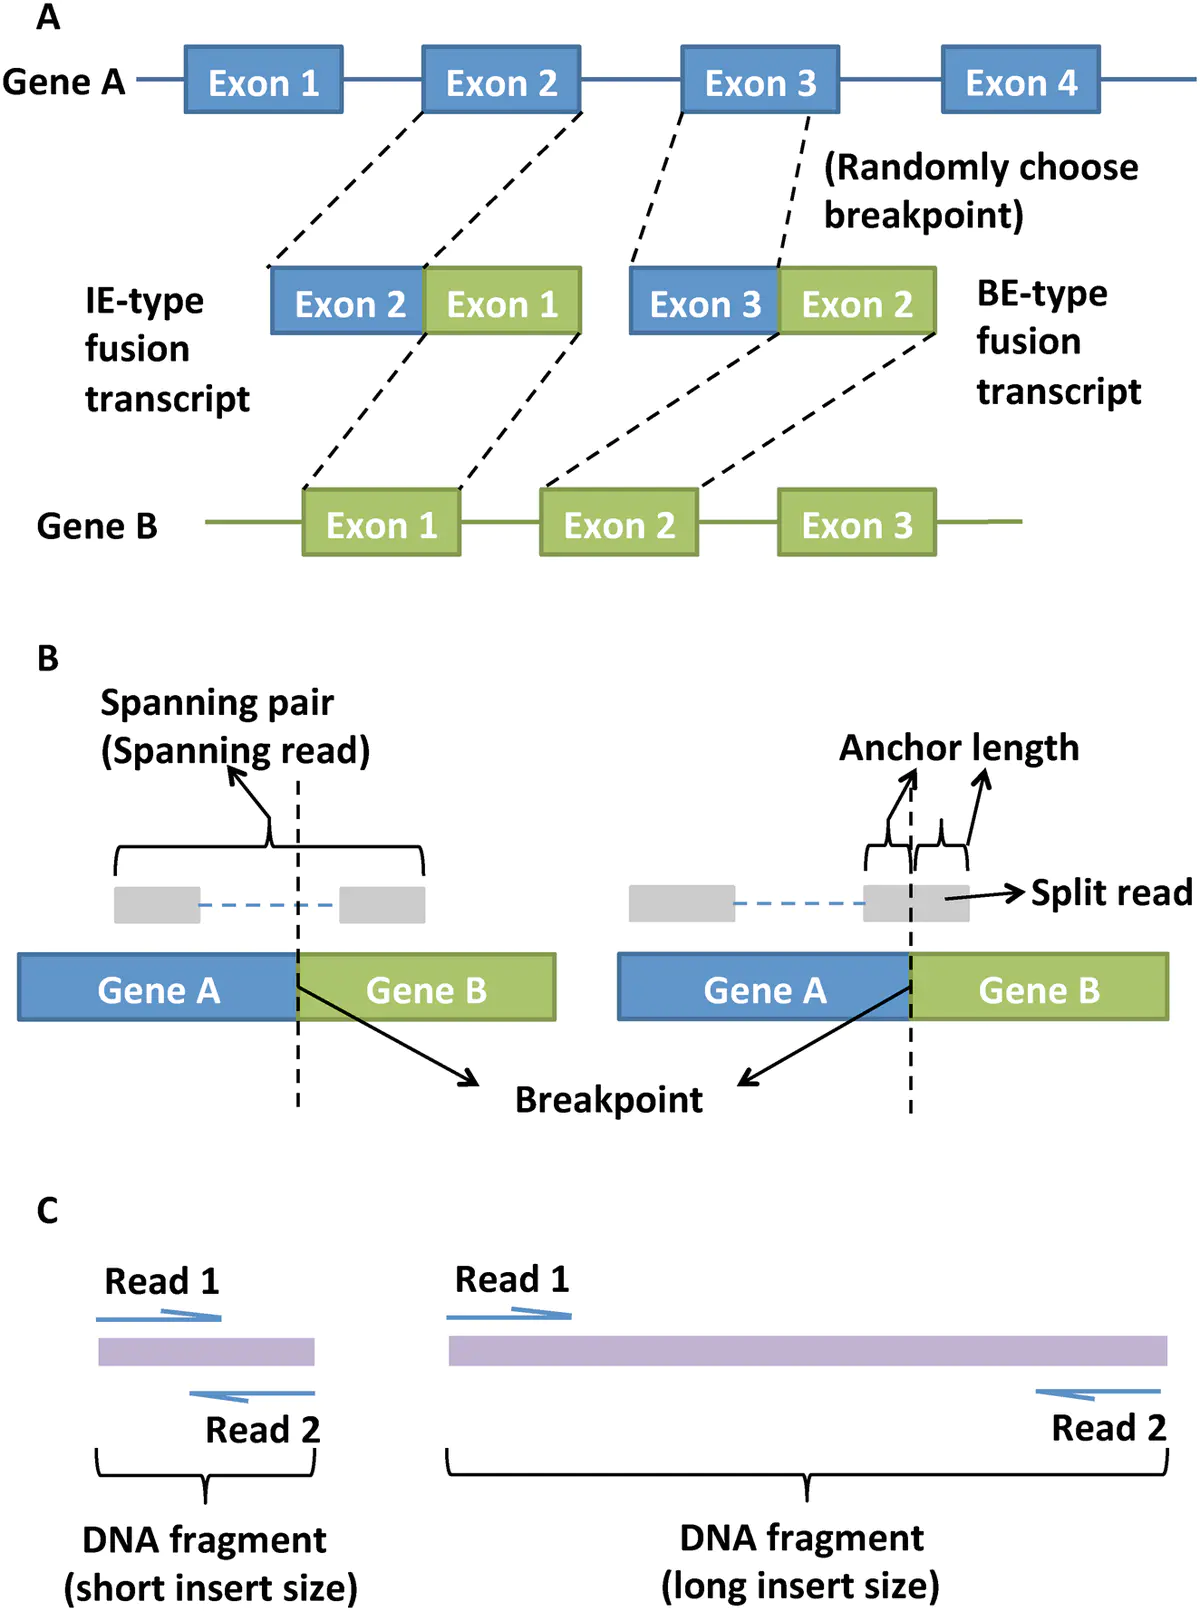 A
Gene A
Exon 1
Exon 2
Exon 3
Exon 4
(Randomly choose
breakpoint)
IE-type
fusion
transcript
Exon 2
Exon 1
Exon 3
Exon 2
BE-type
fusion
transcript
Gene B
Exon 1
Exon 2
Exon 3
B
Spanning pair
(Spanning read)
Anchor length
Split read
Gene A
Gene B
Gene A
Gene B
Breakpoint
C
Read 1
Read 2
DNA fragment
(short insert size)
Read 1
Read 2
DNA fragment
(long insert size)